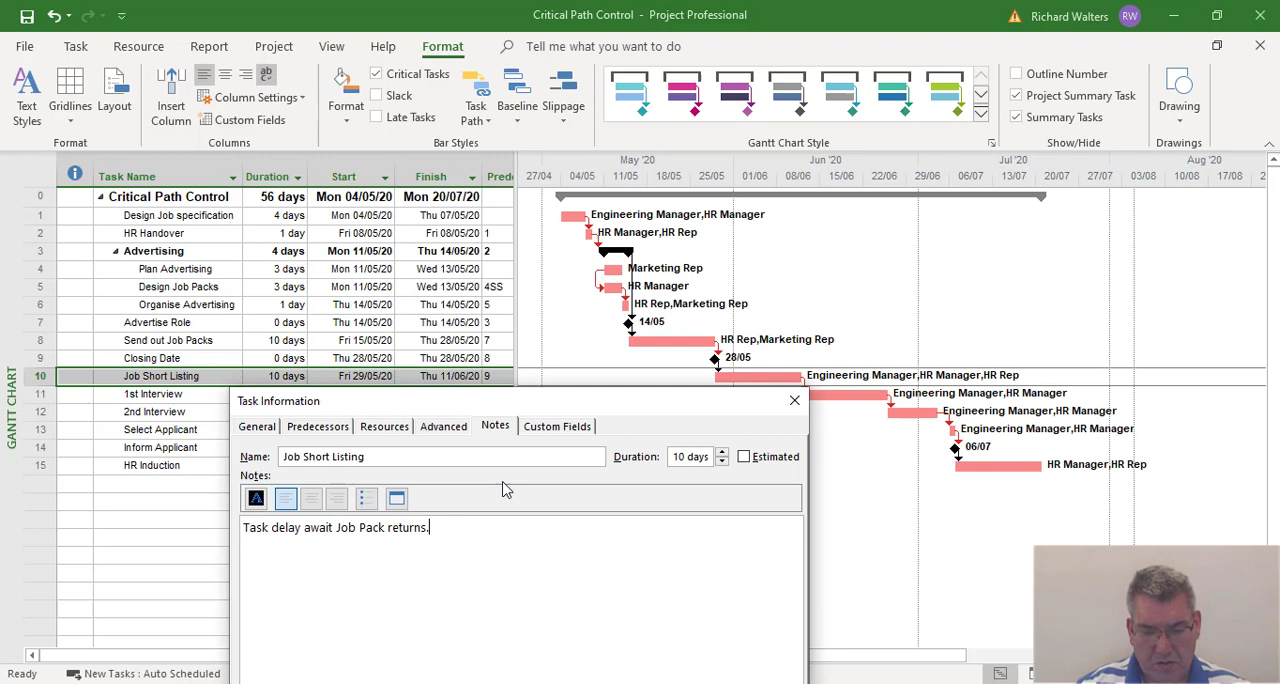 Critical Path Control - Project Professional
Richard Walters RW
File Task Resource Report Project View Help Format Tell me what you want to do
Text Styles
Gridlines
Layout
Format
Insert Column
Column Settings
Custom Fields
Columns
Format
Critical Tasks
Slack
Late Tasks
Task Path
Baseline
Slippage
Bar Styles
Gantt Chart Style
Outline Number
Project Summary Task
Summary Tasks
Show/Hide
Drawing
Drawings
May '20 Jun '20 Jul '20 Aug '20
27/04 04/05 11/05 18/05 25/05 01/06 08/06 15/06 22/06 29/06 06/07 13/07 20/07 27/07 03/08 10/08 17/08 2
Task Name Duration Start Finish Prede
0 Critical Path Control 56 days Mon 04/05/20 Mon 20/07/20
1 Design Job specification 4 days Mon 04/05/20 Thu 07/05/20 Engineering Manager,HR Manager
2 HR Handover 1 day Fri 08/05/20 Fri 08/05/20 1 HR Manager,HR Rep
3 Advertising 4 days Mon 11/05/20 Thu 14/05/20 2
4 Plan Advertising 3 days Mon 11/05/20 Wed 13/05/20 Marketing Rep
5 Design Job Packs 3 days Mon 11/05/20 Wed 13/05/20 4SS HR Manager
6 Organise Advertising 1 day Thu 14/05/20 Thu 14/05/20 5 HR Rep,Marketing Rep
7 Advertise Role 0 days Thu 14/05/20 Thu 14/05/20 3 14/05
8 Send out Job Packs 10 days Fri 15/05/20 Thu 28/05/20 7 HR Rep,Marketing Rep
9 Closing Date 0 days Thu 28/05/20 Thu 28/05/20 8 28/05
10 Job Short Listing 10 days Fri 29/05/20 Thu 11/06/20 9 Engineering Manager,HR Manager,HR Rep
11 1st Interview Engineering Manager,HR Manager
12 2nd Interview Engineering Manager,HR Manager
13 Select Applicant Engineering Manager,HR Manager
14 Inform Applicant 06/07
15 HR Induction HR Manager,HR Rep
GANTT CHART
Task Information
General Predecessors Resources Advanced Notes Custom Fields
Name: Job Short Listing Duration: 10 days Estimated
Notes:
Task delay await Job Pack returns.
Ready New Tasks : Auto Scheduled